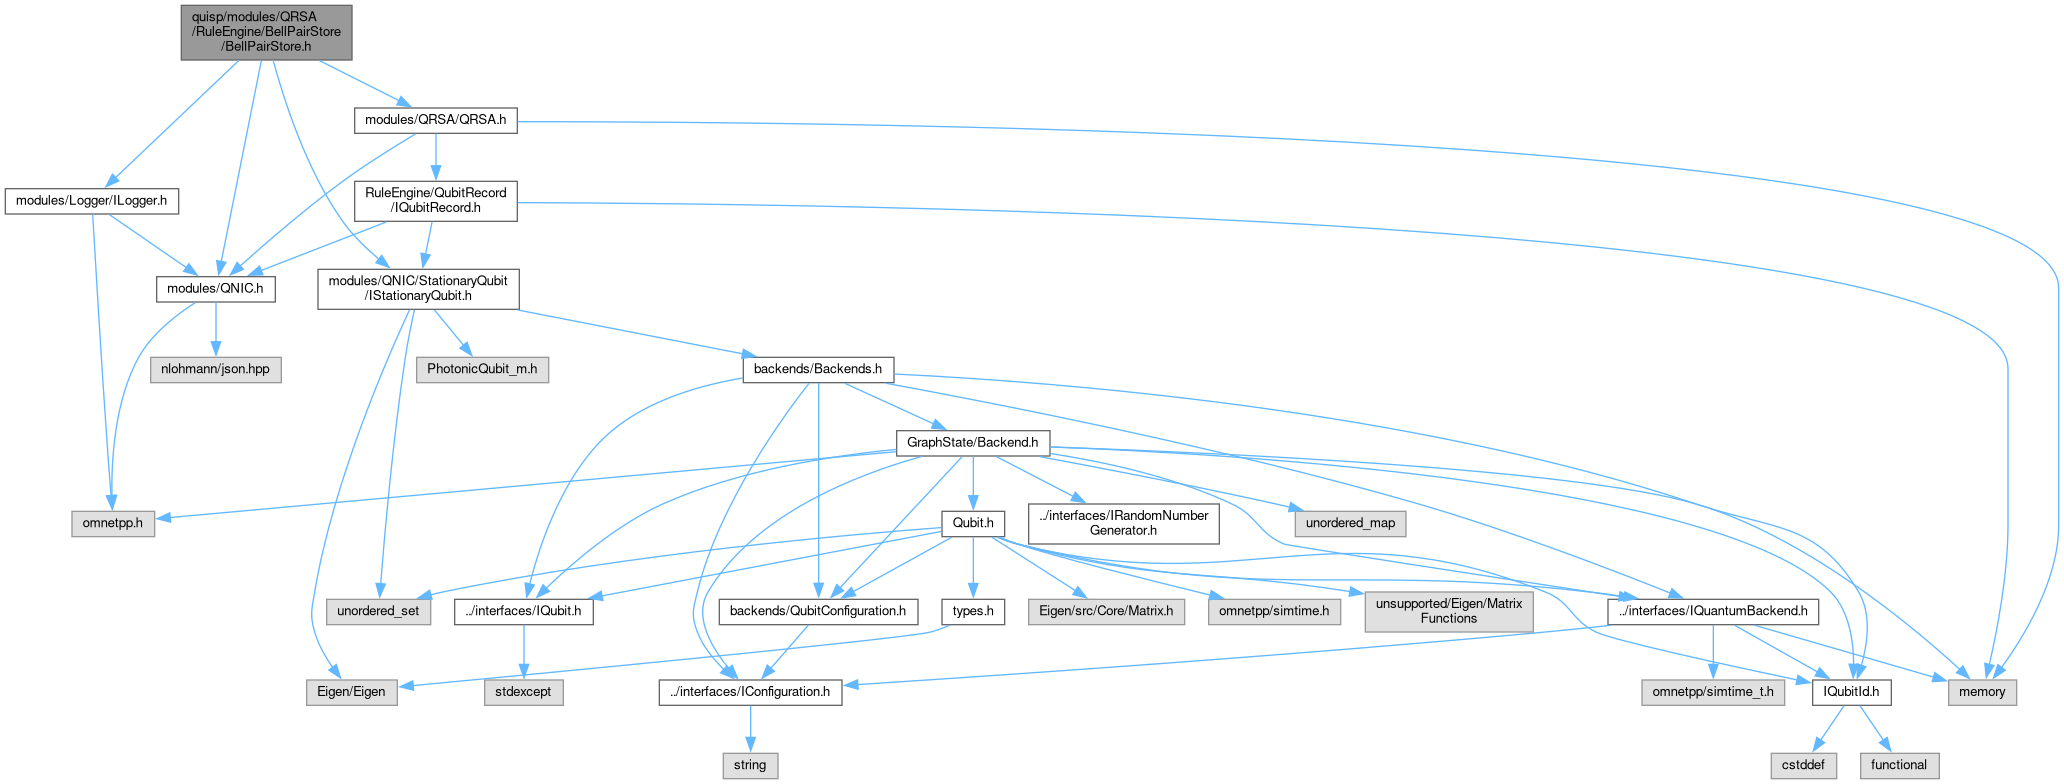 quisp/modules/QRSA
/RuleEngine/BellPairStore
/BellPairStore.h
modules/QRSA/QRSA.h
modules/Logger/ILogger.h
RuleEngine/QubitRecord
/IQubitRecord.h
modules/QNIC.h
modules/QNIC/StationaryQubit
/IStationaryQubit.h
nlohmann/json.hpp
PhotonicQubit_m.h
backends/Backends.h
GraphState/Backend.h
omnetpp.h
Qubit.h
../interfaces/IRandomNumber
Generator.h
unordered_map
unordered_set
../interfaces/IQubit.h
backends/QubitConfiguration.h
types.h
Eigen/src/Core/Matrix.h
omnetpp/simtime.h
unsupported/Eigen/Matrix
Functions
../interfaces/IQuantumBackend.h
Eigen/Eigen
stdexcept
../interfaces/IConfiguration.h
omnetpp/simtime_t.h
IQubitId.h
memory
string
cstddef
functional